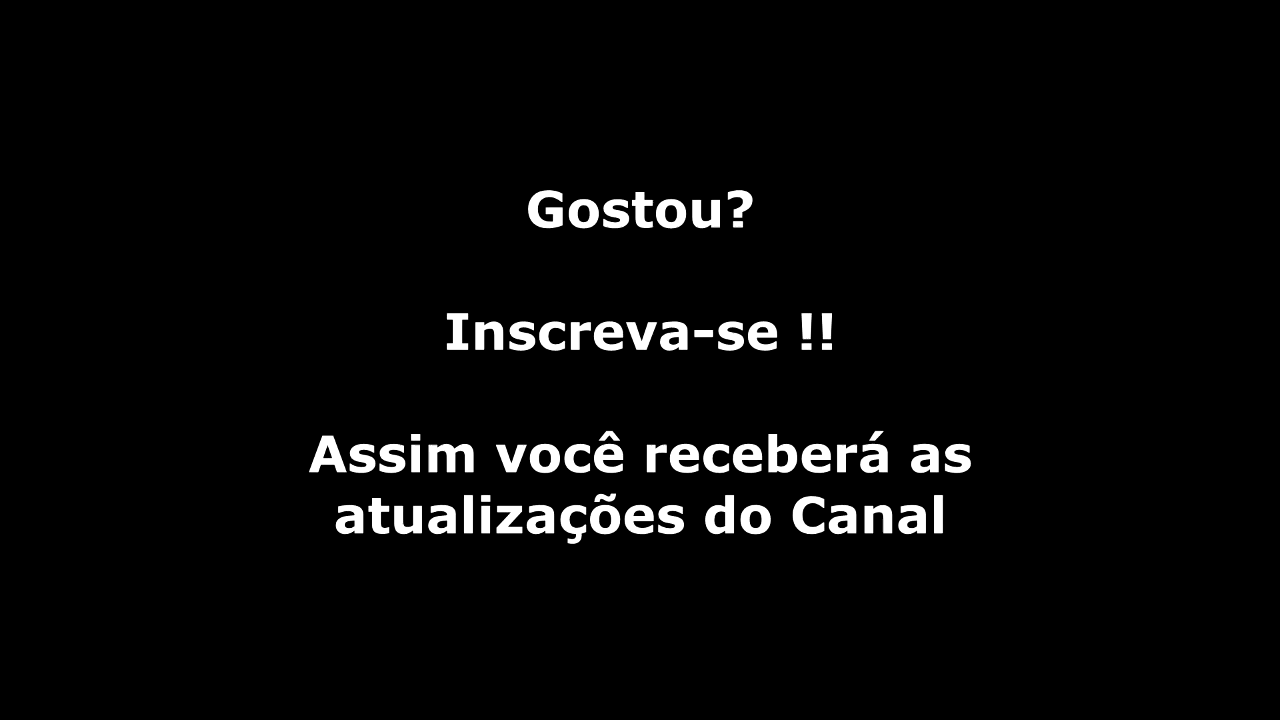 Gostou?
Inscreva-se !!
Assim você receberá as
atualizações do Canal